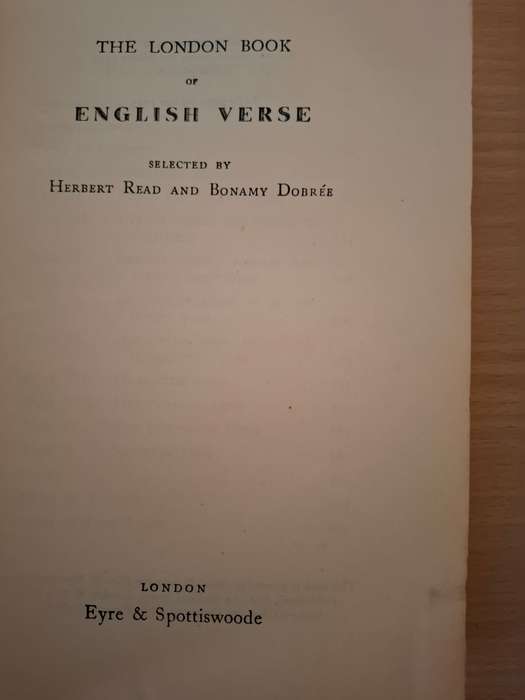 THE LONDON BOOK
OF
ENGLISH VERSE
SELECTED BY
HERBERT READ AND BONAMY DOBRÉE
LONDON
Eyre & Spottiswoode